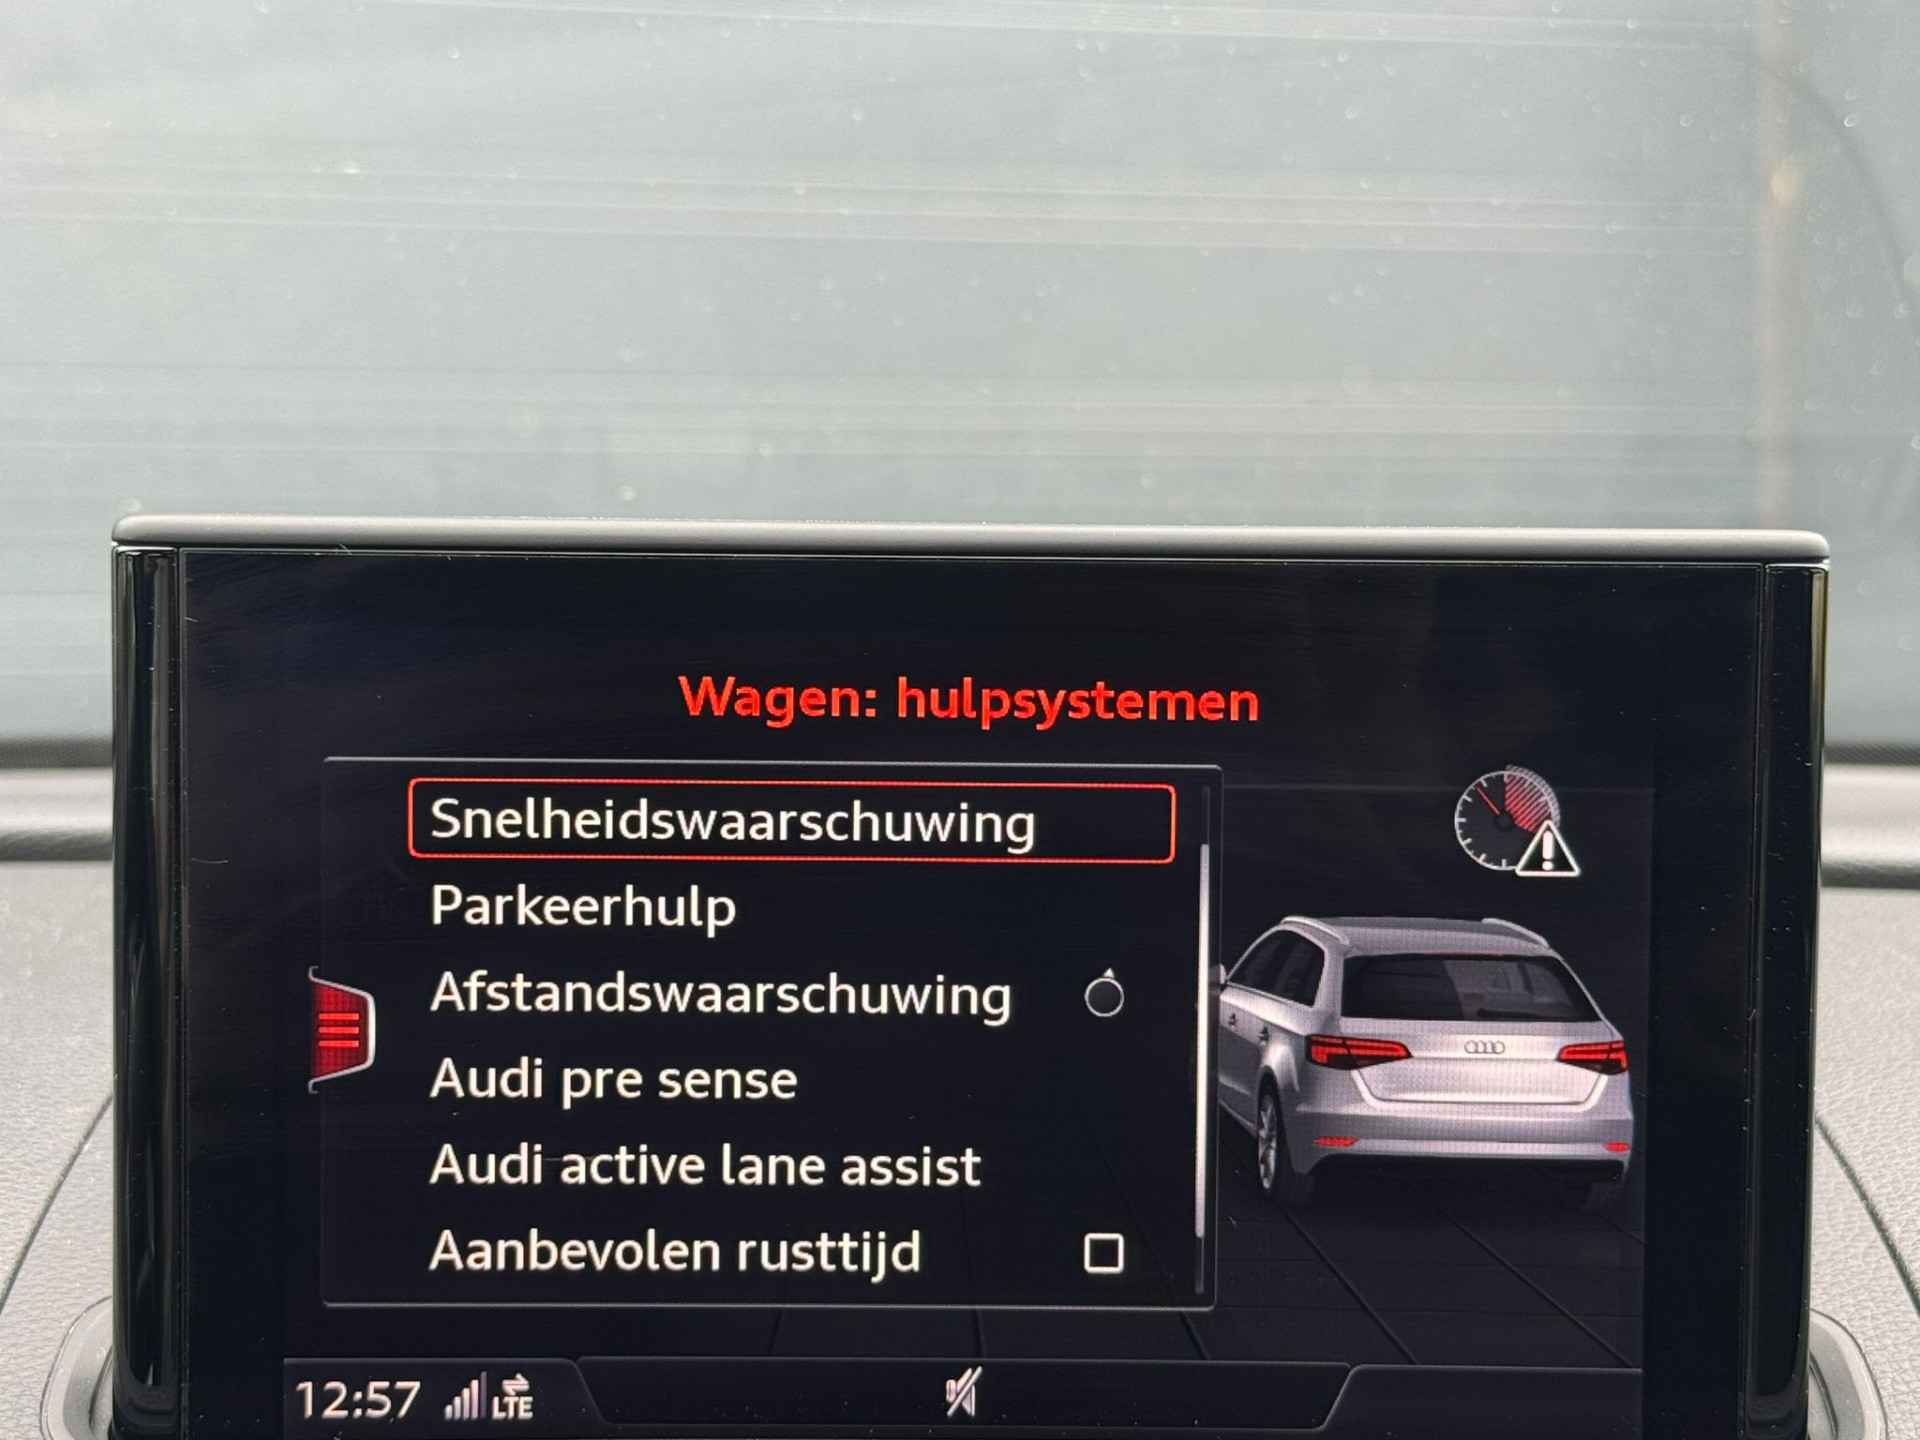 Wagen: hulpsystemen
Snelheidswaarschuwing
Parkeerhulp
Afstandswaarschuwing
Audi pre sense
Audi active lane assist
Aanbevolen rusttijd
12:57 LTE